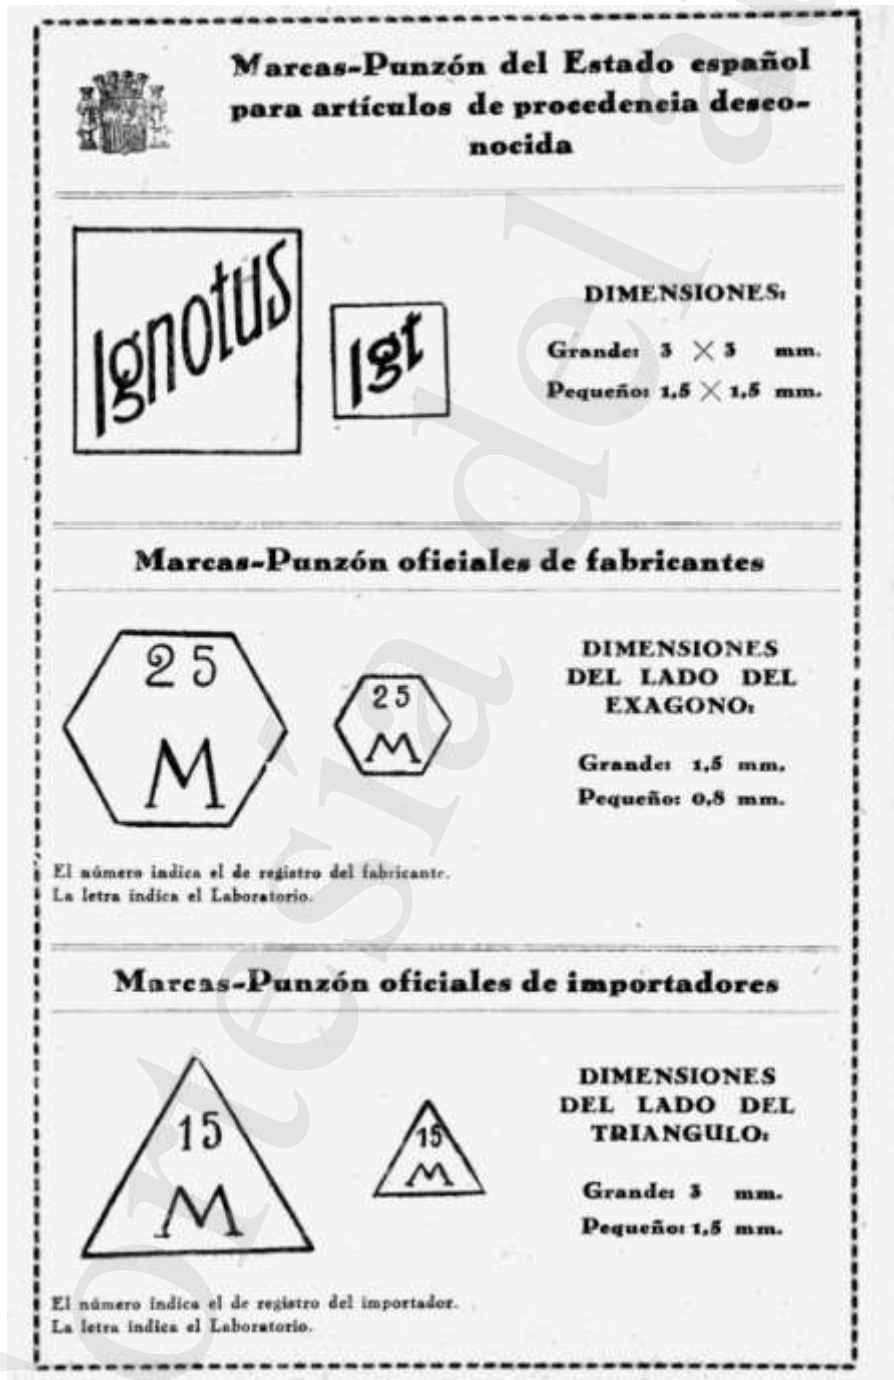 Marcas-Punzón del Estado español
para artículos de procedencia desco-
nocida
Ignotus
Igt
DIMENSIONES:
Grande: 3 × 3 mm.
Pequeño: 1,5 × 1,5 mm.
Marcas-Punzón oficiales de fabricantes
25
M
25
M
DIMENSIONES
DEL LADO DEL
EXAGONO:
Grande: 1,5 mm.
Pequeño: 0,8 mm.
El número indica el de registro del fabricante.
La letra indica el Laboratorio.
Marcas-Punzón oficiales de importadores
15
M
15
M
DIMENSIONES
DEL LADO DEL
TRIANGULO:
Grande: 3 mm.
Pequeño: 1,5 mm.
El número indica el de registro del importador.
La letra indica el Laboratorio.